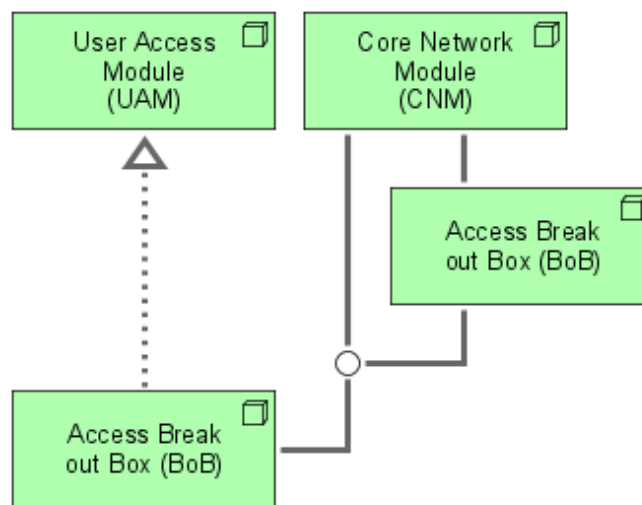 User Access
Module
(UAM)
Core Network
Module
(CNM)
Access Break
out Box (BoB)
Access Break
out Box (BoB)